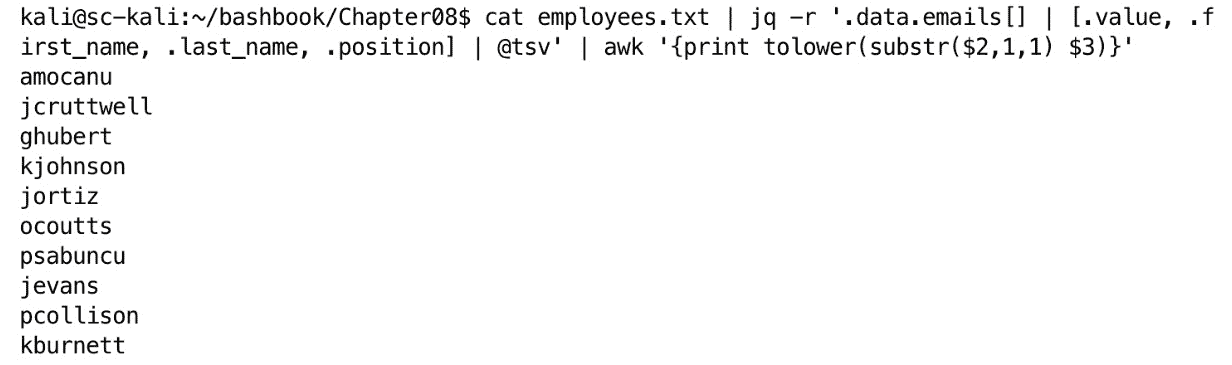 kali@sc-kali:~/bashbook/Chapter08$ cat employees.txt | jq -r '.data.emails[] | [.value, .f
irst_name, .last_name, .position] | @tsv' | awk '{print tolower(substr($2,1,1) $3)}'
amocanu
jcruttwell
ghubert
kjohnson
jortiz
ocoutts
psabuncu
jevans
pcollison
kburnett